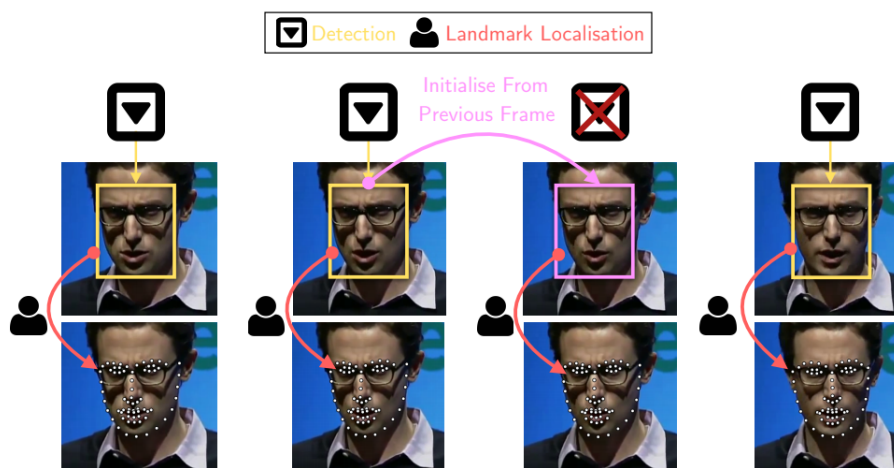 Detection Landmark Localisation
Initialise From
Previous Frame